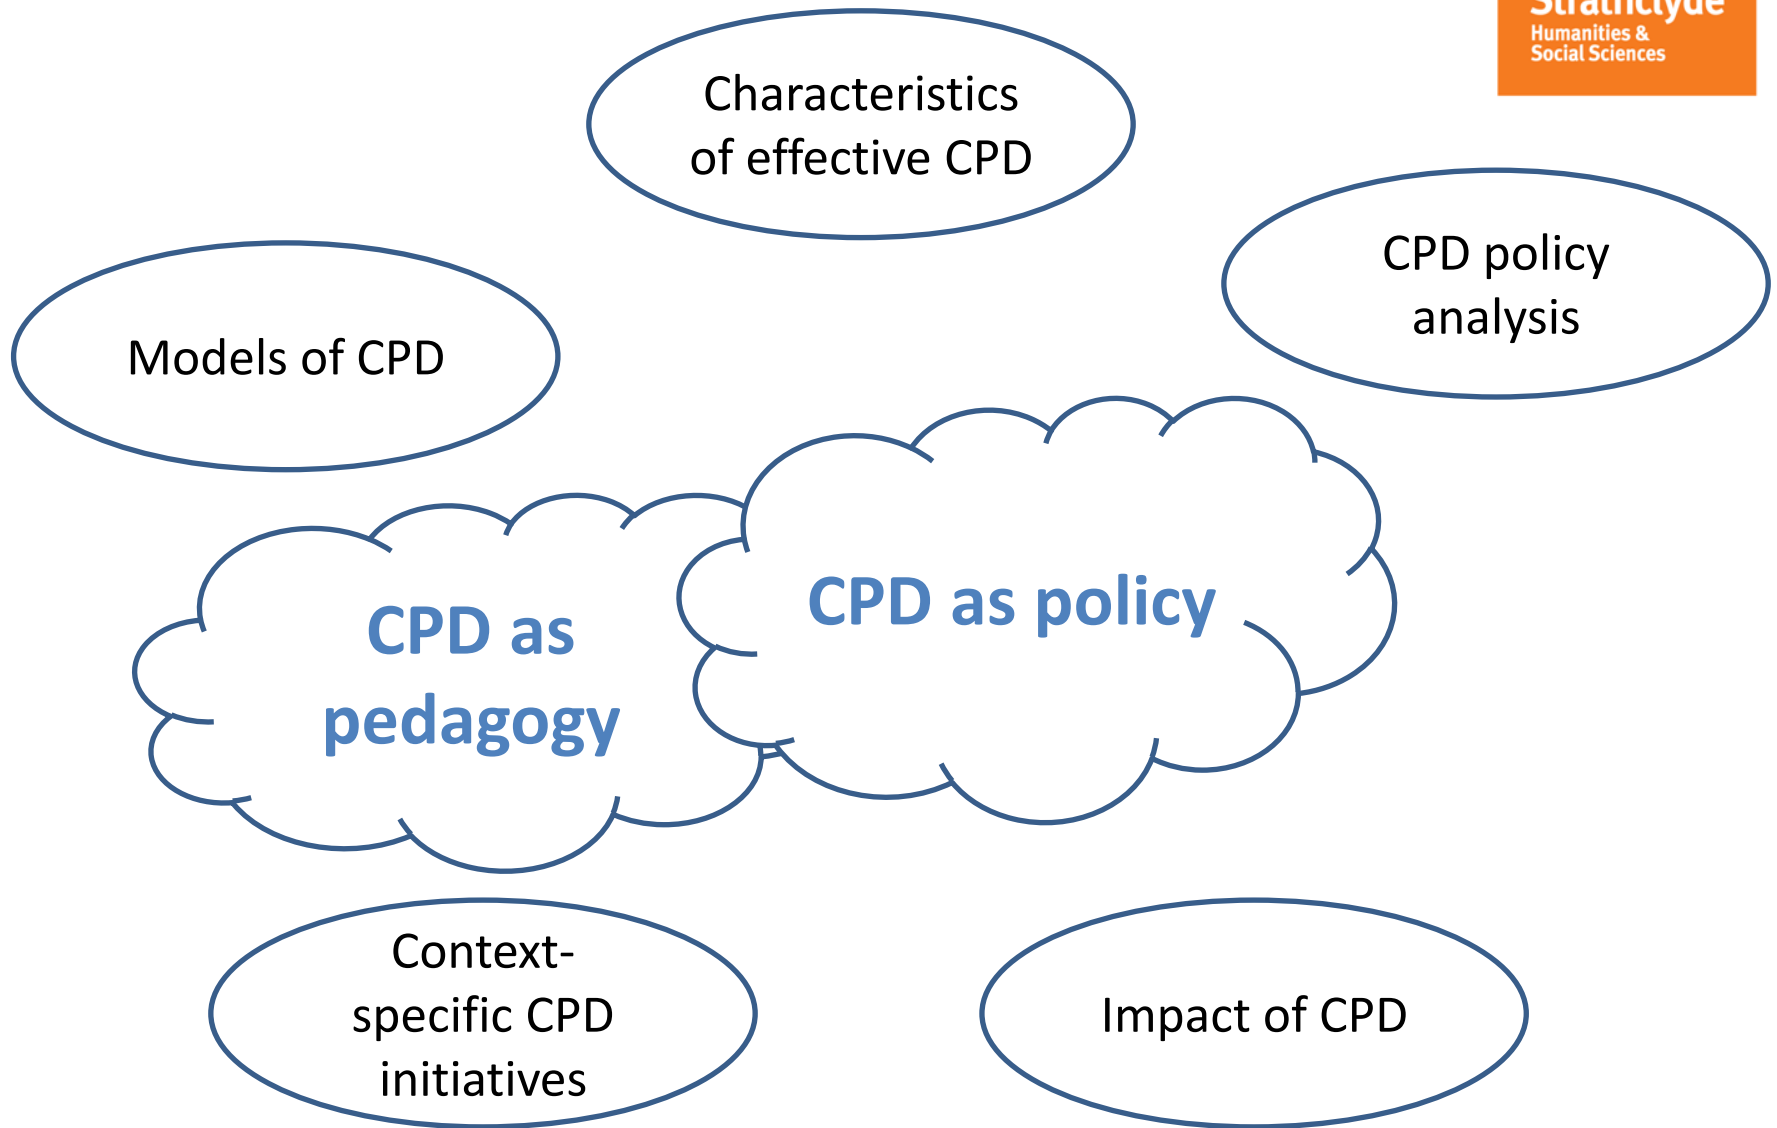 Strathclyde
Humanities &
Social Sciences
Characteristics
of effective CPD
CPD policy
analysis
Models of CPD
CPD as policy
CPD as
pedagogy
Context-
specific CPD
initiatives
Impact of CPD